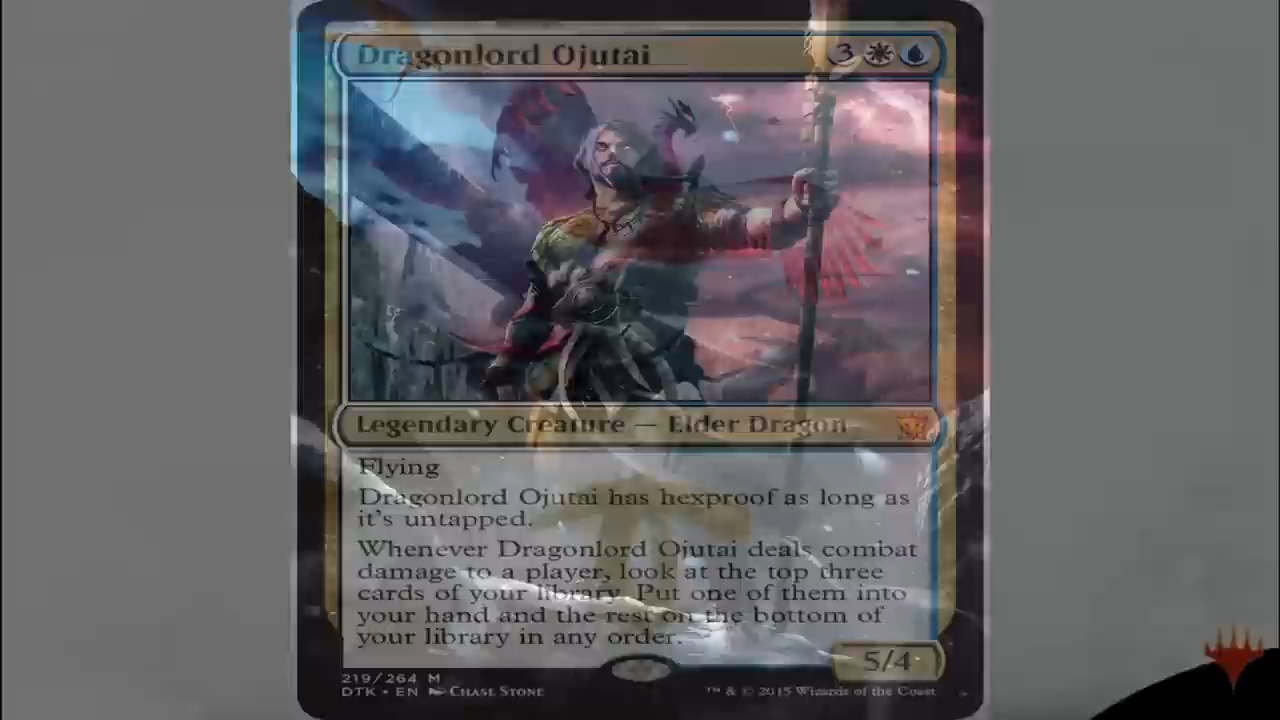 Dragonlord Ojutai 3
Legendary Creature — Elder Dragon
Flying
Dragonlord Ojutai has hexproof as long as
it's untapped.
Whenever Dragonlord Ojutai deals combat
damage to a player, look at the top three
cards of your library. Put one of them into
your hand and the rest on the bottom of
your library in any order.
5/4
219/264 M
DTK • EN Chase Stone
™ & © 2015 Wizards of the Coast